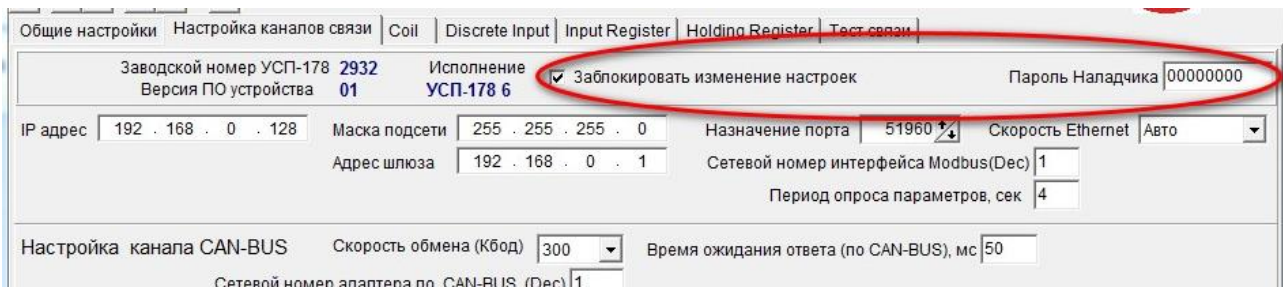 Общие настройки Настройка каналов связи Coil Discrete Input Input Register Holding Register Тест связи
Заводской номер УСП-178 2932 Исполнение Заблокировать изменение настроек Пароль Наладчика 00000000
Версия ПО устройства 01 УСП-178 6
IP адрес 192 . 168 . 0 . 128 Маска подсети 255 . 255 . 255 . 0 Назначение порта 51960 Скорость Ethernet Авто
Адрес шлюза 192 . 168 . 0 . 1 Сетевой номер интерфейса Modbus(Dec) 1
Период опроса параметров, сек 4
Настройка канала CAN-BUS Скорость обмена (Кбод) 300 Время ожидания ответа (по CAN-BUS), мс 50
Сетевой номер адаптера по CAN-BUS (Dec) 1